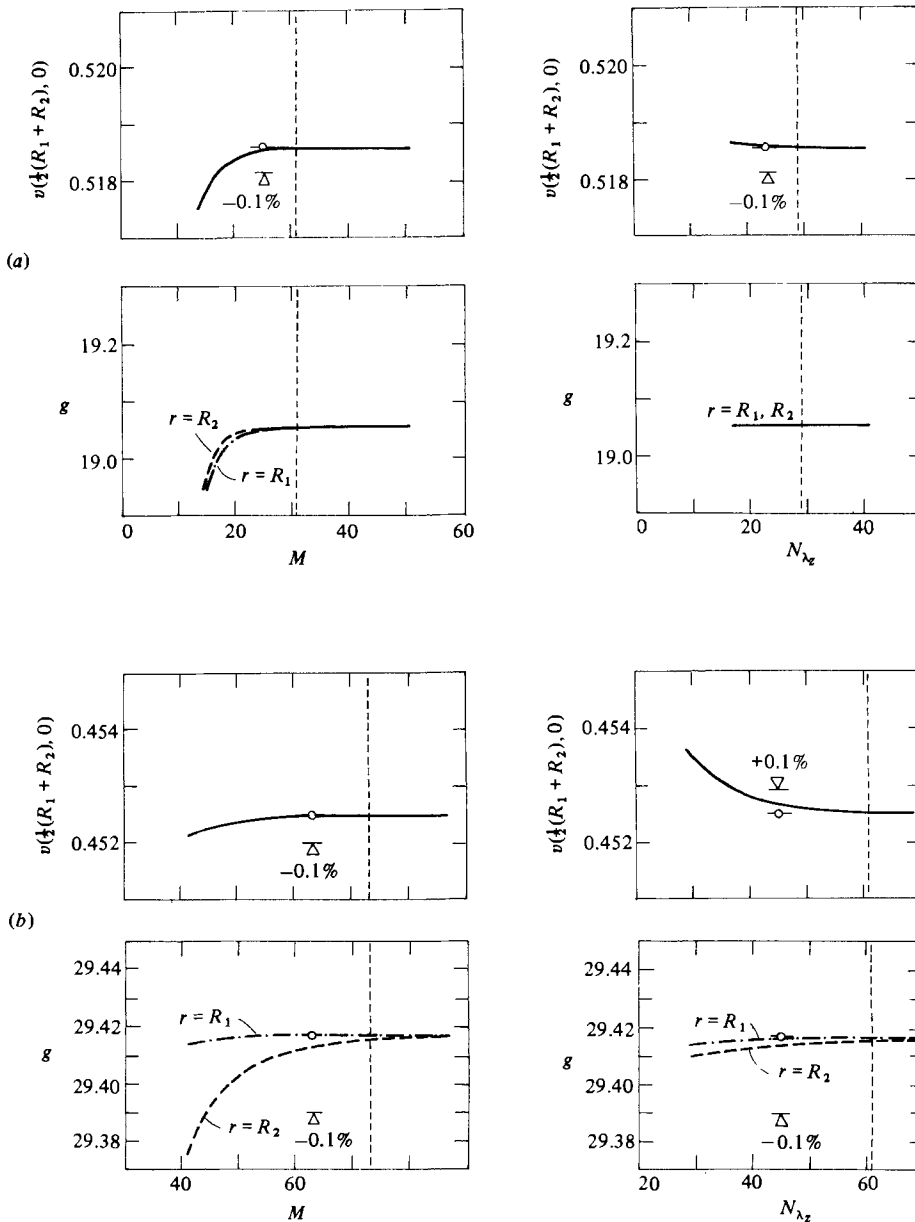 v(½(R₁ + R₂), 0)
0.520
0.518
−0.1%
v(½(R₁ + R₂), 0)
0.520
0.518
−0.1%
(a)
g
19.2
19.0
r = R₂
r = R₁
0 20 40 60
M
g
19.2
19.0
r = R₁, R₂
0 20 40
N_λz
v(½(R₁ + R₂), 0)
0.454
0.452
−0.1%
v(½(R₁ + R₂), 0)
0.454
0.452
+0.1%
(b)
g
29.44
29.42
29.40
29.38
r = R₁
r = R₂
−0.1%
40 60 80
M
g
29.44
29.42
29.40
29.38
r = R₁
r = R₂
−0.1%
20 40 60
N_λz